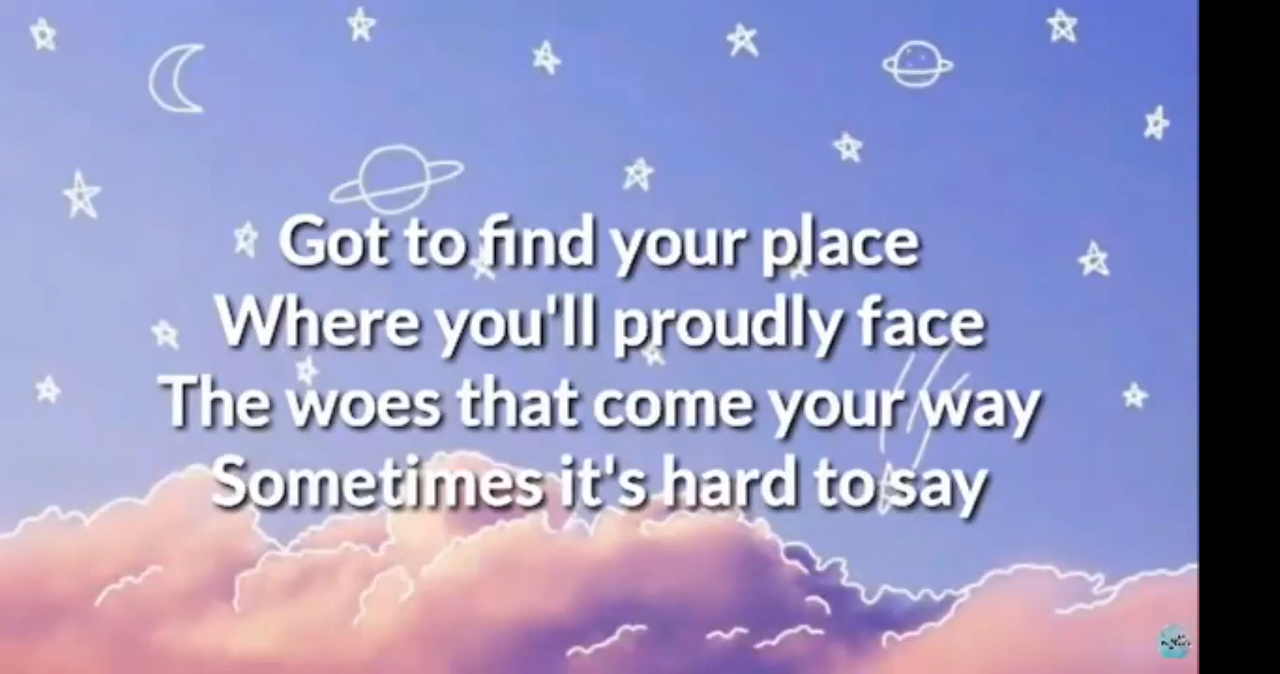 Got to find your place
Where you'll proudly face
The woes that come your way
Sometimes it's hard to say